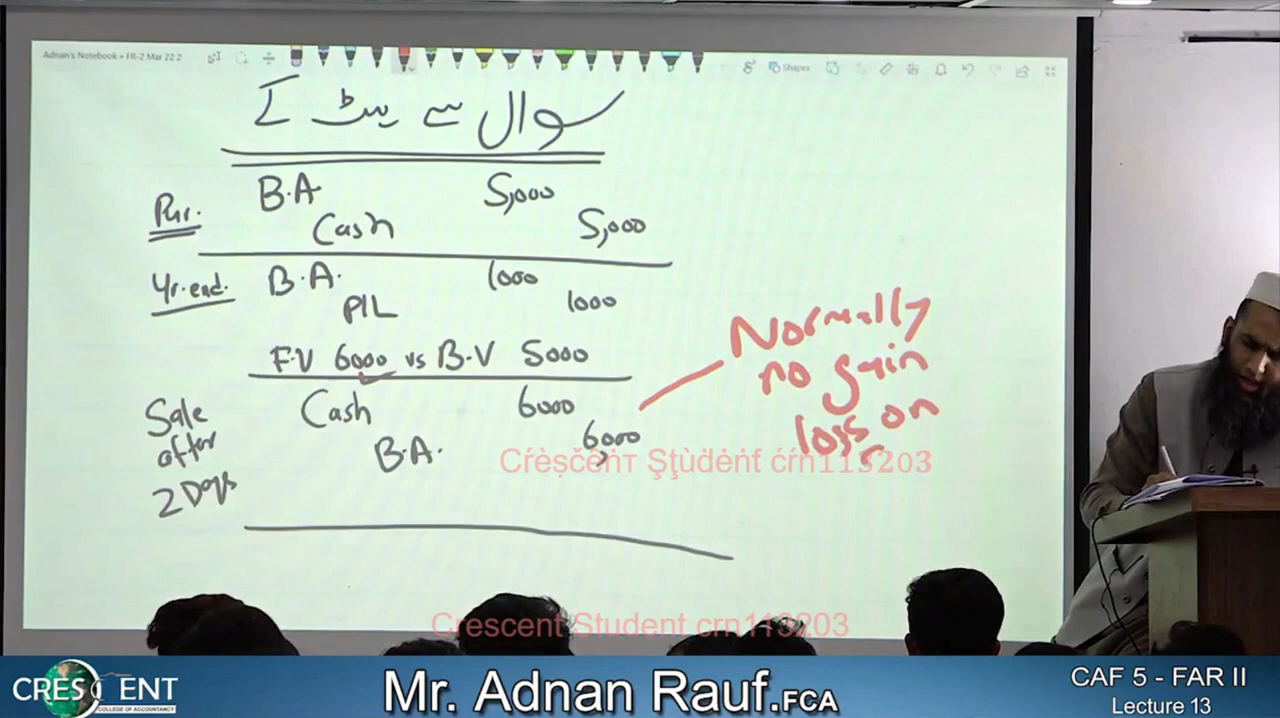 Adnan's Notebook » FR-2 Mar 22 2
Shapes
سوال سے ہٹ کے
Pur. B.A 5,000
Cash 5,000
Yr.end. B.A. 1000
P/L 1000
F.V 6000 vs B.V 5000
Sale after 2 Days
Cash 6000
B.A. 6000
Normally
no gain
loss on
Crescent Student crn113203
Crescent Student crn113203
CRESCENT
COLLEGE OF ACCOUNTANCY
Mr. Adnan Rauf.FCA
CAF 5 - FAR II
Lecture 13